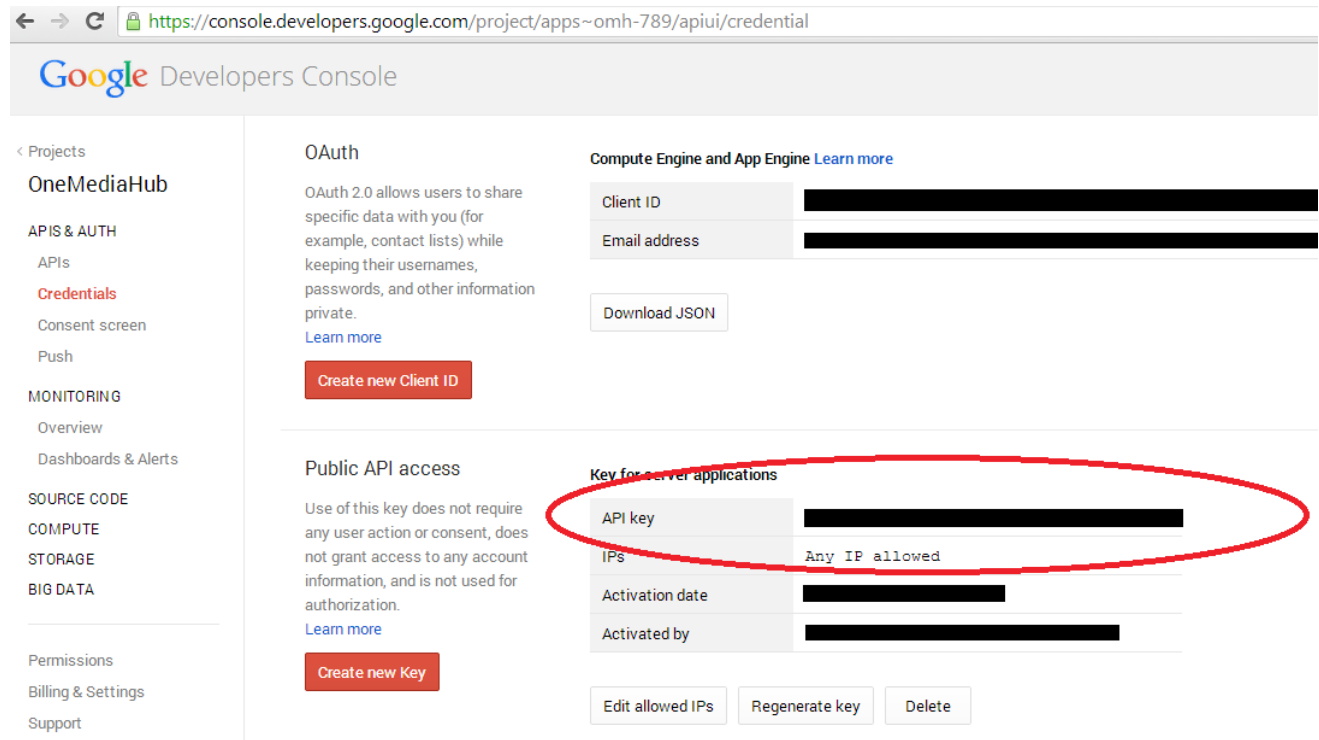 https://console.developers.google.com/project/apps~omh-789/apiui/credential
Google Developers Console
< Projects
OneMediaHub
APIS & AUTH
APIs
Credentials
Consent screen
Push
MONITORING
Overview
Dashboards & Alerts
SOURCE CODE
COMPUTE
STORAGE
BIG DATA
Permissions
Billing & Settings
Support
OAuth
OAuth 2.0 allows users to share
specific data with you (for
example, contact lists) while
keeping their usernames,
passwords, and other information
private.
Learn more
Create new Client ID
Compute Engine and App Engine Learn more
Client ID
Email address
Download JSON
Public API access
Use of this key does not require
any user action or consent, does
not grant access to any account
information, and is not used for
authorization.
Learn more
Create new Key
Key for server applications
API key
IPs Any IP allowed
Activation date
Activated by
Edit allowed IPs Regenerate key Delete